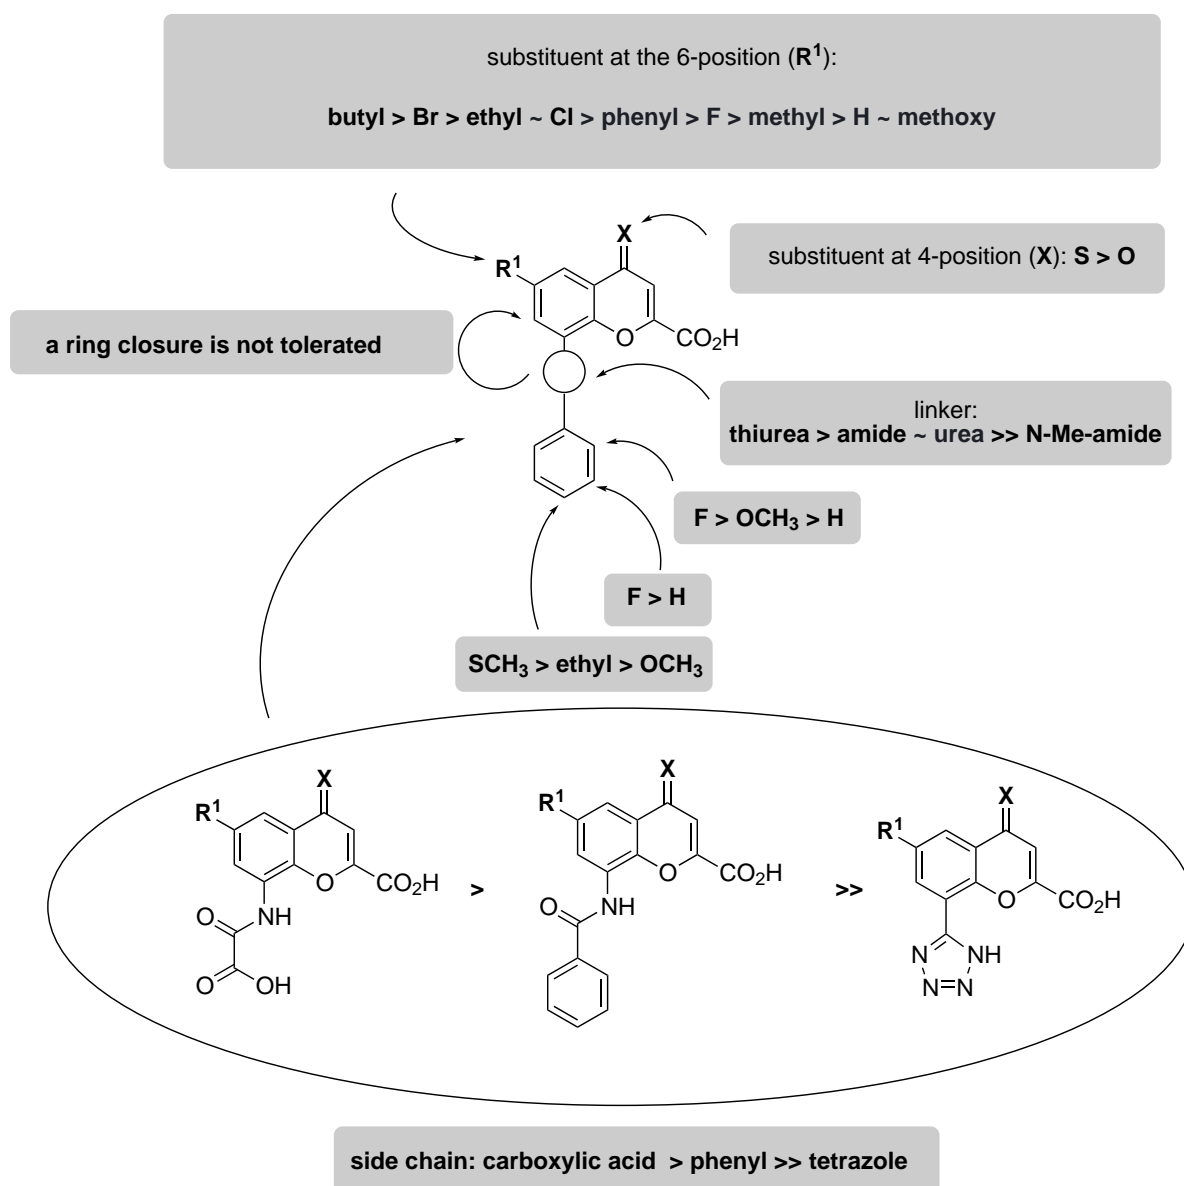 substituent at the 6-position (R¹):
butyl > Br > ethyl ~ Cl > phenyl > F > methyl > H ~ methoxy
X
substituent at 4-position (X): S > O
R¹
a ring closure is not tolerated
O
CO₂H
linker:
thiurea > amide ~ urea >> N-Me-amide
F > OCH₃ > H
F > H
SCH₃ > ethyl > OCH₃
X
R¹
O
CO₂H
O
NH
O
OH
>
X
R¹
O
CO₂H
O
NH
>>
X
R¹
O
CO₂H
N
NH
N=N
side chain: carboxylic acid > phenyl >> tetrazole